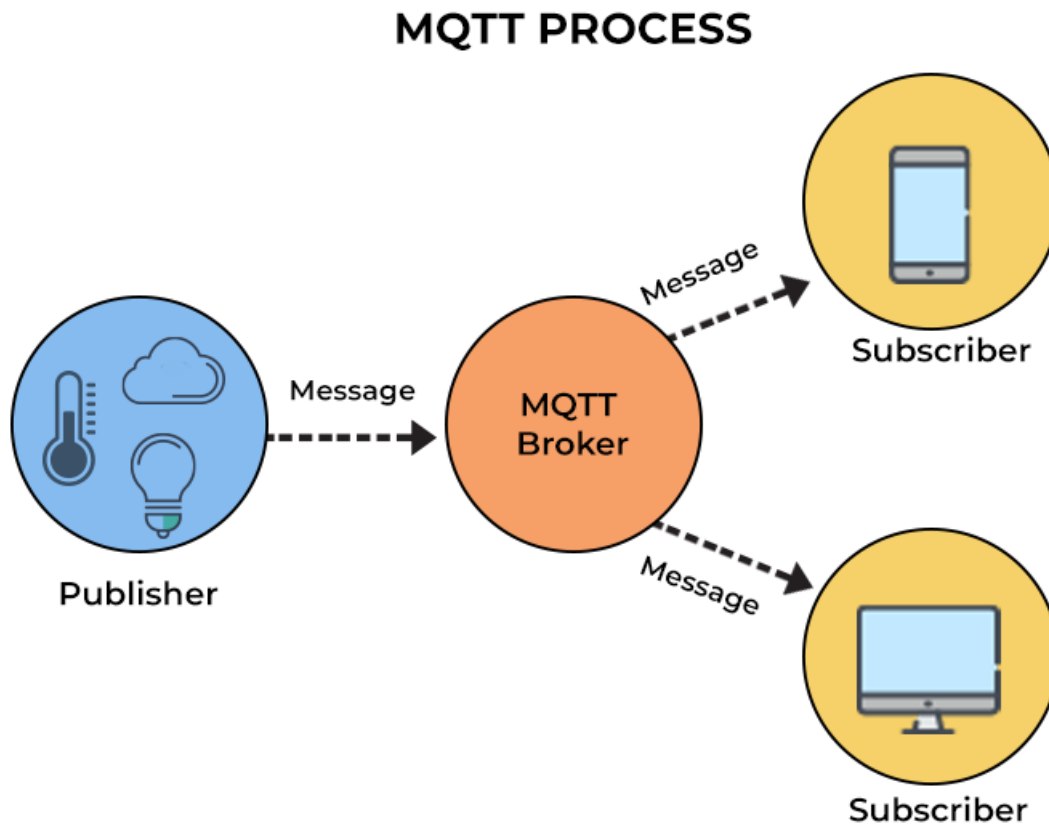 MQTT PROCESS
Message
Subscriber
Message
MQTT
Broker
Publisher
Message
Subscriber